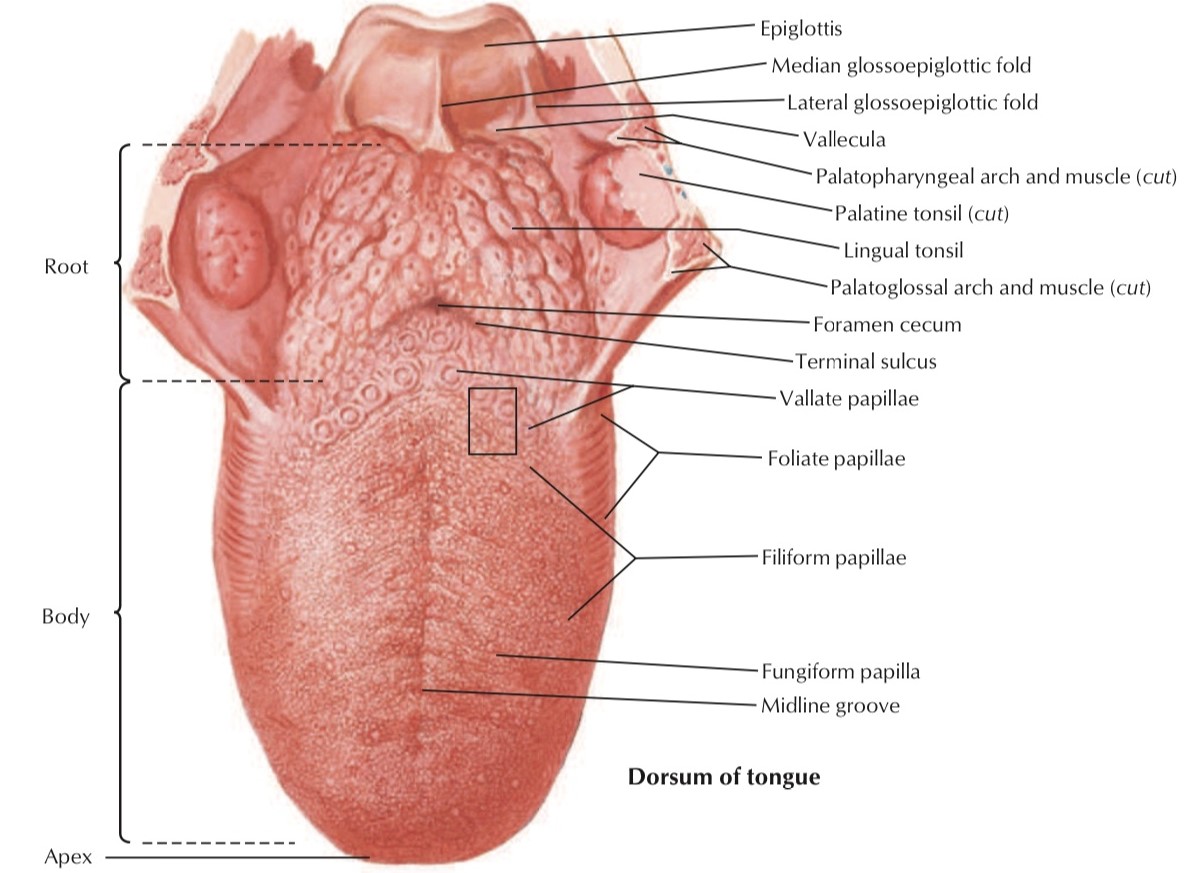 Epiglottis
Median glossoepiglottic fold
Lateral glossoepiglottic fold
Vallecula
Palatopharyngeal arch and muscle (cut)
Palatine tonsil (cut)
Lingual tonsil
Root
Palatoglossal arch and muscle (cut)
Foramen cecum
Terminal sulcus
Vallate papillae
Foliate papillae
Filiform papillae
Body
Fungiform papilla
Midline groove
Dorsum of tongue
Apex